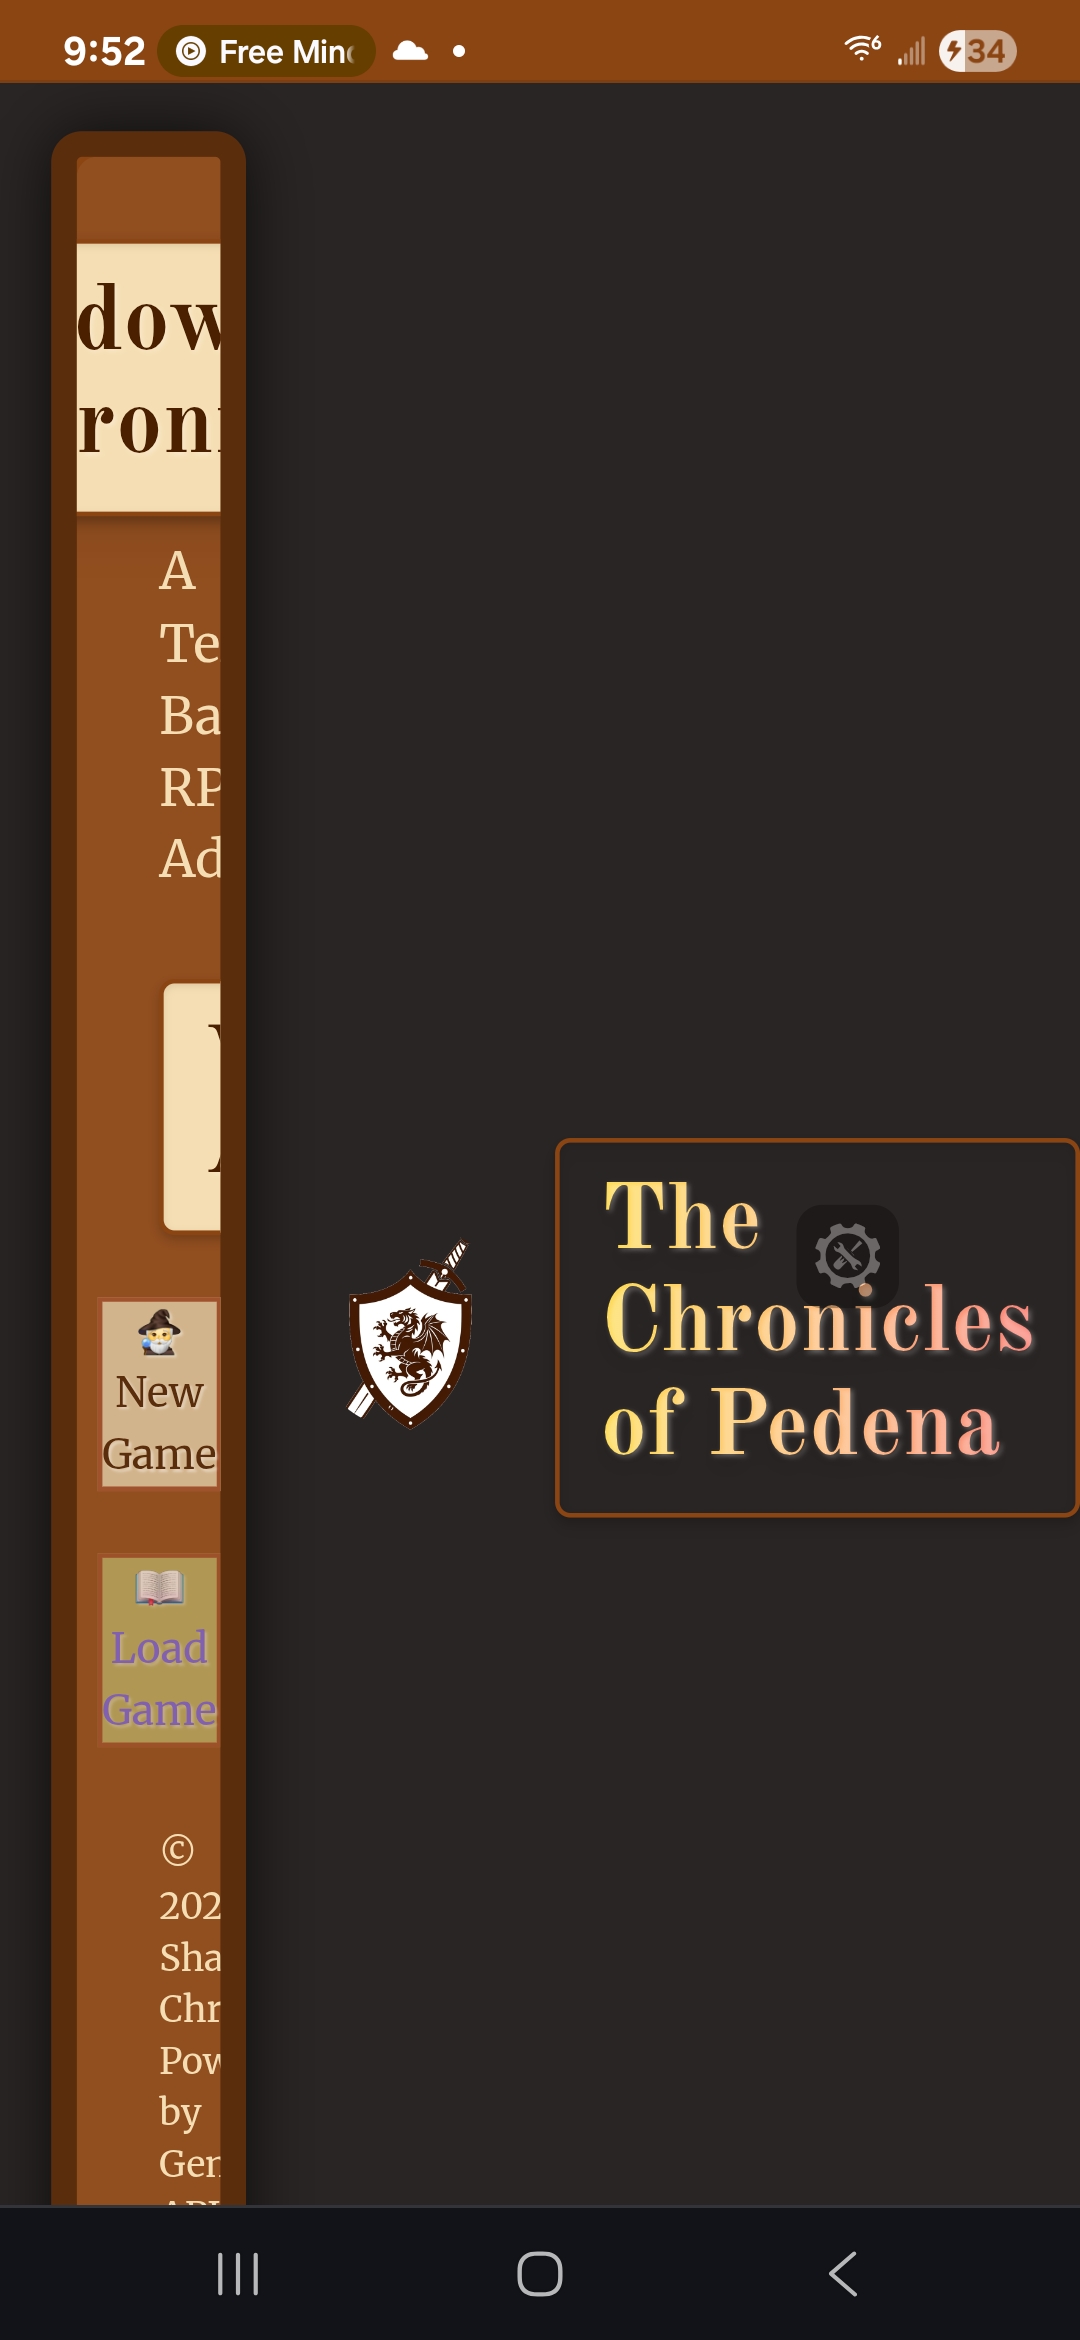 9:52 Free Min 34
dow
ron
A
Te
Ba
RP
Ad
New
Game
Load
Game
©
202
Sha
Chr
Pow
by
Gen
The
Chronicles
of Pedena